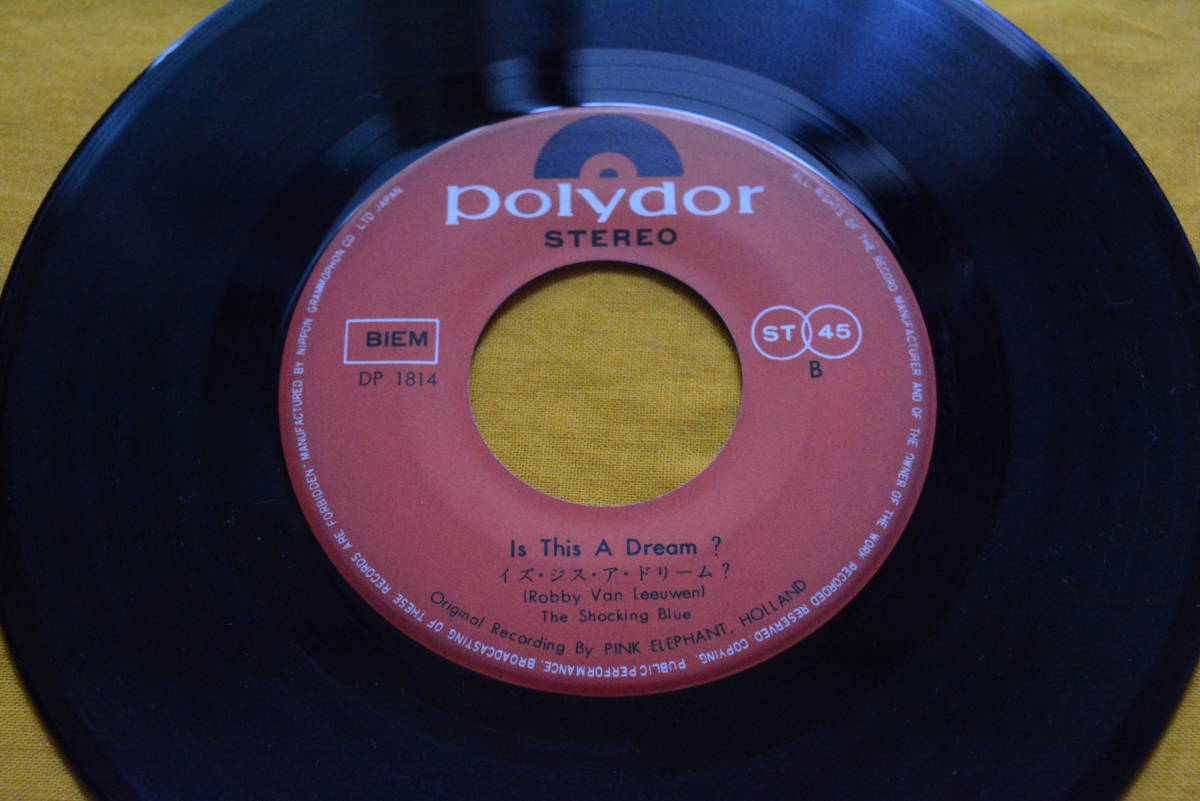 polydor
STEREO
BIEM
DP 1814
ST 45
B
Is This A Dream ?
イズ・ジス・ア・ドリーム?
(Robby Van Leeuwen)
The Shocking Blue
Original Recording By PINK ELEPHANT, HOLLAND
ALL RIGHTS OF THE RECORD MANUFACTURER AND OF THE OWNER OF THE WORK RECORDED RESERVED. COPYING, PUBLIC PERFORMANCE, BROADCASTING OF THESE RECORDS ARE FORBIDDEN-MANUFACTURED BY NIPPON GRAMMOPHON CO. LTD JAPAN